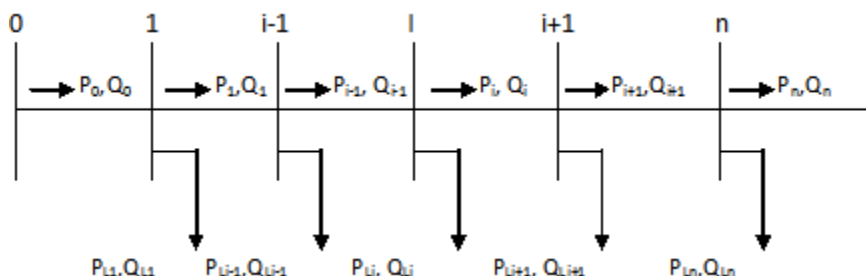 0 1 i-1 I i+1 n
P0,Q0 P1,Q1 Pi-1, Qi-1 Pi, Qi Pi+1,Qi+1 Pn,Qn
PL1,QL1 PLi-1,QLi-1 PLi, QLi PLi+1, QLi+1 PLn,QLn